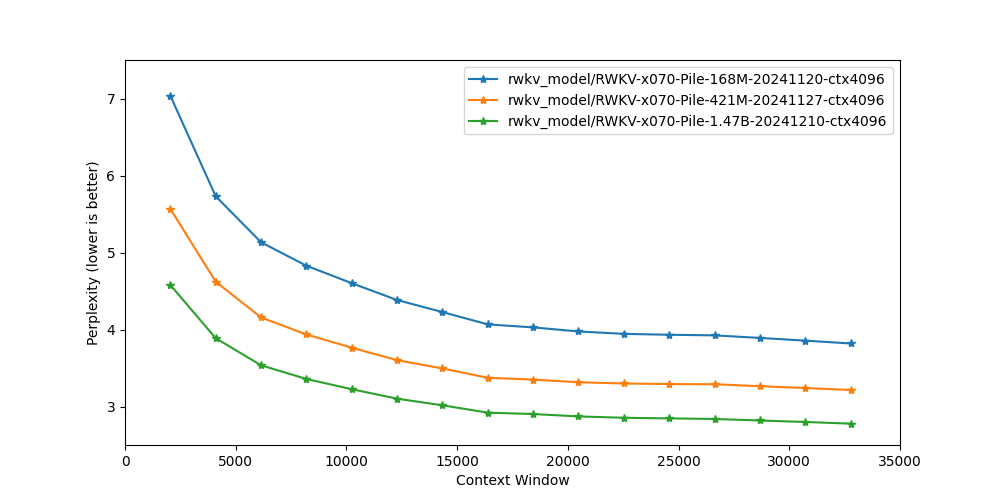 rwkv_model/RWKV-x070-Pile-168M-20241120-ctx4096
rwkv_model/RWKV-x070-Pile-421M-20241127-ctx4096
rwkv_model/RWKV-x070-Pile-1.47B-20241210-ctx4096
Perplexity (lower is better)
7
6
5
4
3
0 5000 10000 15000 20000 25000 30000 35000
Context Window